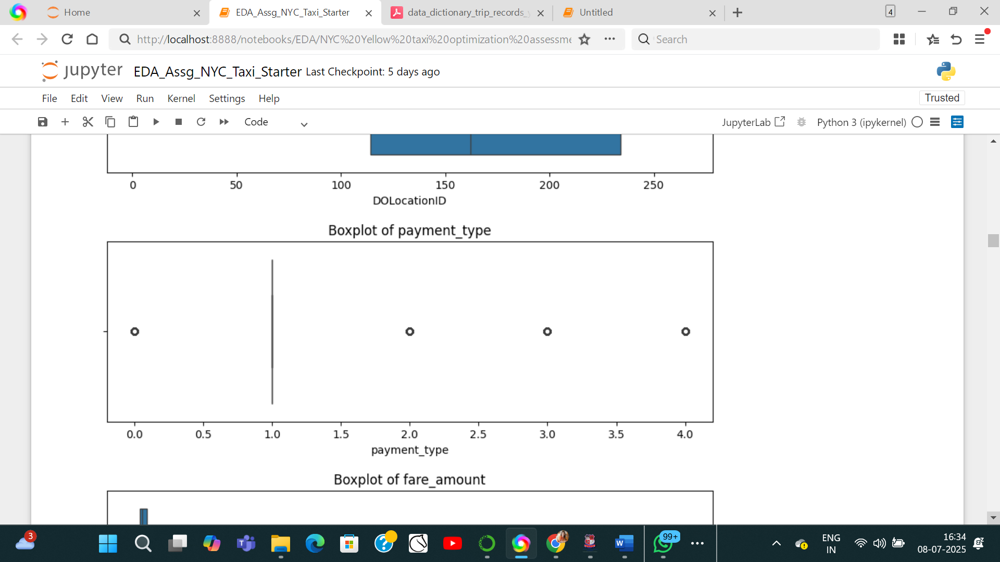 Home
EDA_Assg_NYC_Taxi_Starter
data_dictionary_trip_records_
Untitled
4
http://localhost:8888/notebooks/EDA/NYC%20Yellow%20taxi%20optimization%20assessme
Search
jupyter
EDA_Assg_NYC_Taxi_Starter Last Checkpoint: 5 days ago
File Edit View Run Kernel Settings Help
Trusted
Code
JupyterLab
Python 3 (ipykernel)
0 50 100 150 200 250
DOLocationID
Boxplot of payment_type
0.0 0.5 1.0 1.5 2.0 2.5 3.0 3.5 4.0
payment_type
Boxplot of fare_amount
3
99+
ENG
IN
16:34
08-07-2025